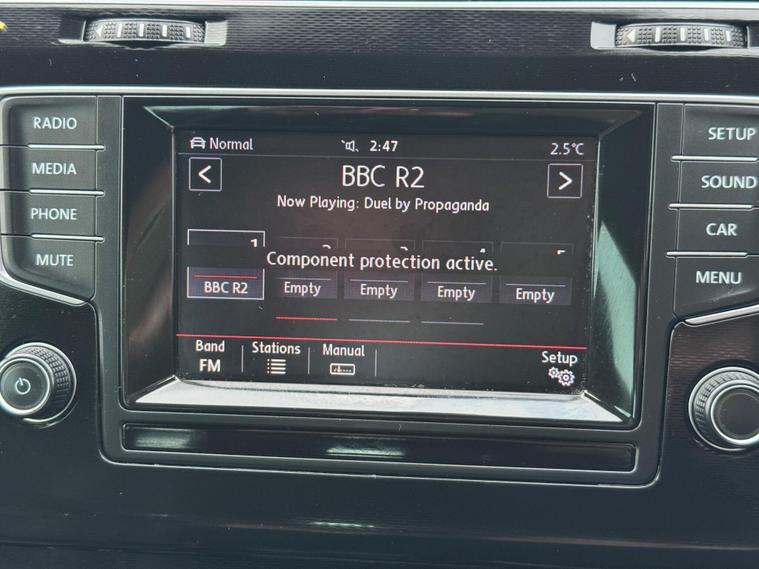 RADIO
MEDIA
PHONE
MUTE
Normal
2:47
2.5°C
BBC R2
Now Playing: Duel by Propaganda
1
Component protection active.
BBC R2
Empty
Empty
Empty
Empty
Band
FM
Stations
Manual
Setup
SETUP
SOUND
CAR
MENU